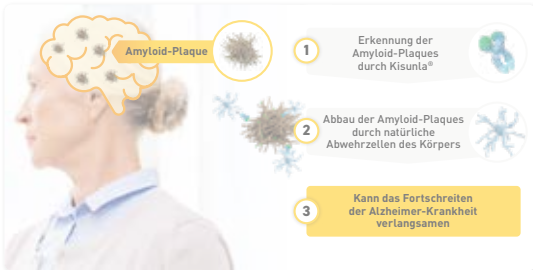 Amyloid-Plaque
1
Erkennung der
Amyloid-Plaques
durch Kisunla®
2
Abbau der Amyloid-Plaques
durch natürliche
Abwehrzellen des Körpers
3
Kann das Fortschreiten
der Alzheimer-Krankheit
verlangsamen